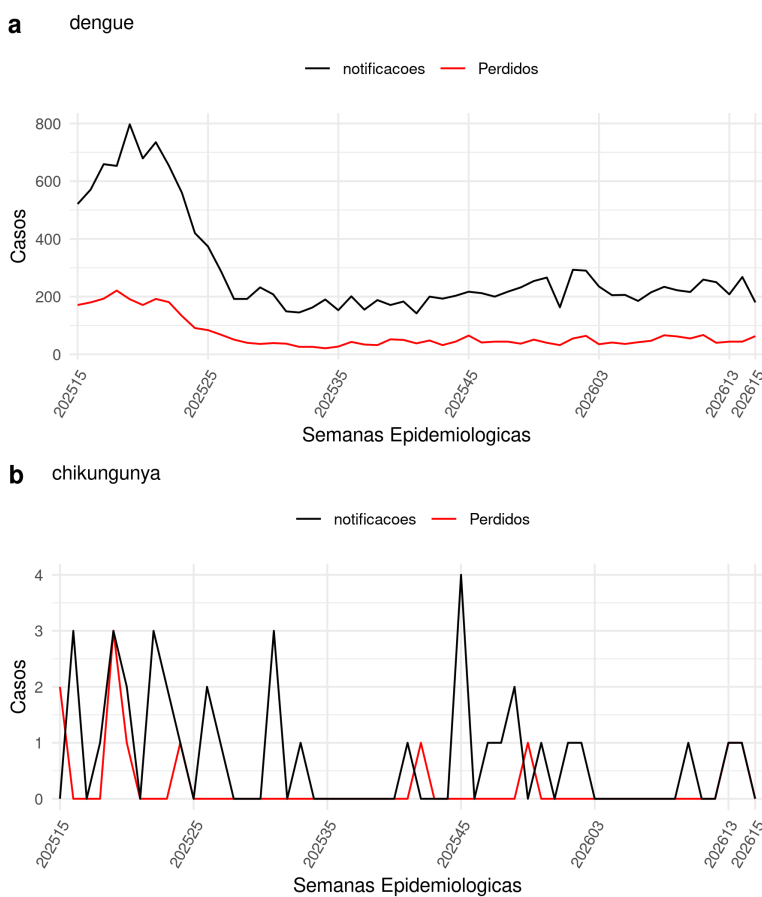 a dengue
notificacoes Perdidos
800
600
400
200
0
Casos
202515 202525 202535 202545 202603 202613 202615
Semanas Epidemiologicas
b chikungunya
notificacoes Perdidos
4
3
2
1
0
Casos
202515 202525 202535 202545 202603 202613 202615
Semanas Epidemiologicas